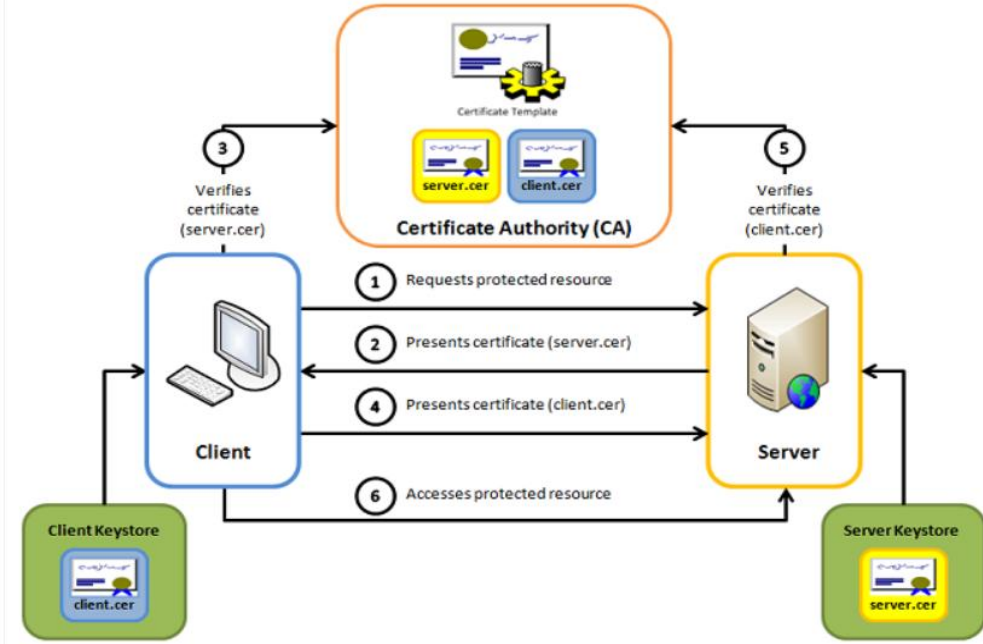 Certificate Template
server.cer
client.cer
Certificate Authority (CA)
3
Verifies
certificate
(server.cer)
5
Verifies
certificate
(client.cer)
1
Requests protected resource
2
Presents certificate (server.cer)
4
Presents certificate (client.cer)
6
Accesses protected resource
Client
Server
Client Keystore
client.cer
Server Keystore
server.cer